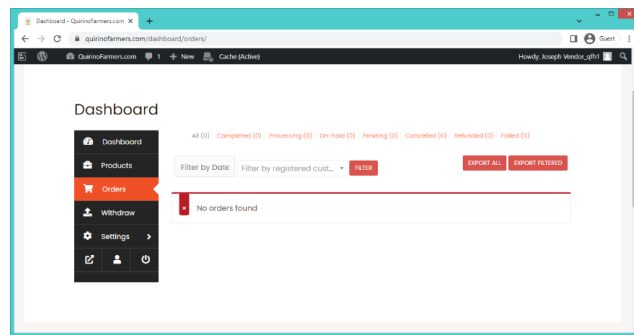 Dashboard - QuirinoFarmers.com
quirinofarmers.com/dashboard/orders/
Guest
QuirinoFarmers.com 1 New Cache (Active)
Howdy, Joseph Vendor_qfh1
Dashboard
All (0) Completed (0) Processing (0) On-hold (0) Pending (0) Cancelled (0) Refunded (0) Failed (0)
Dashboard
Products
Orders
Withdraw
Settings
Filter by Date Filter by registered cust... FILTER
EXPORT ALL EXPORT FILTERED
No orders found